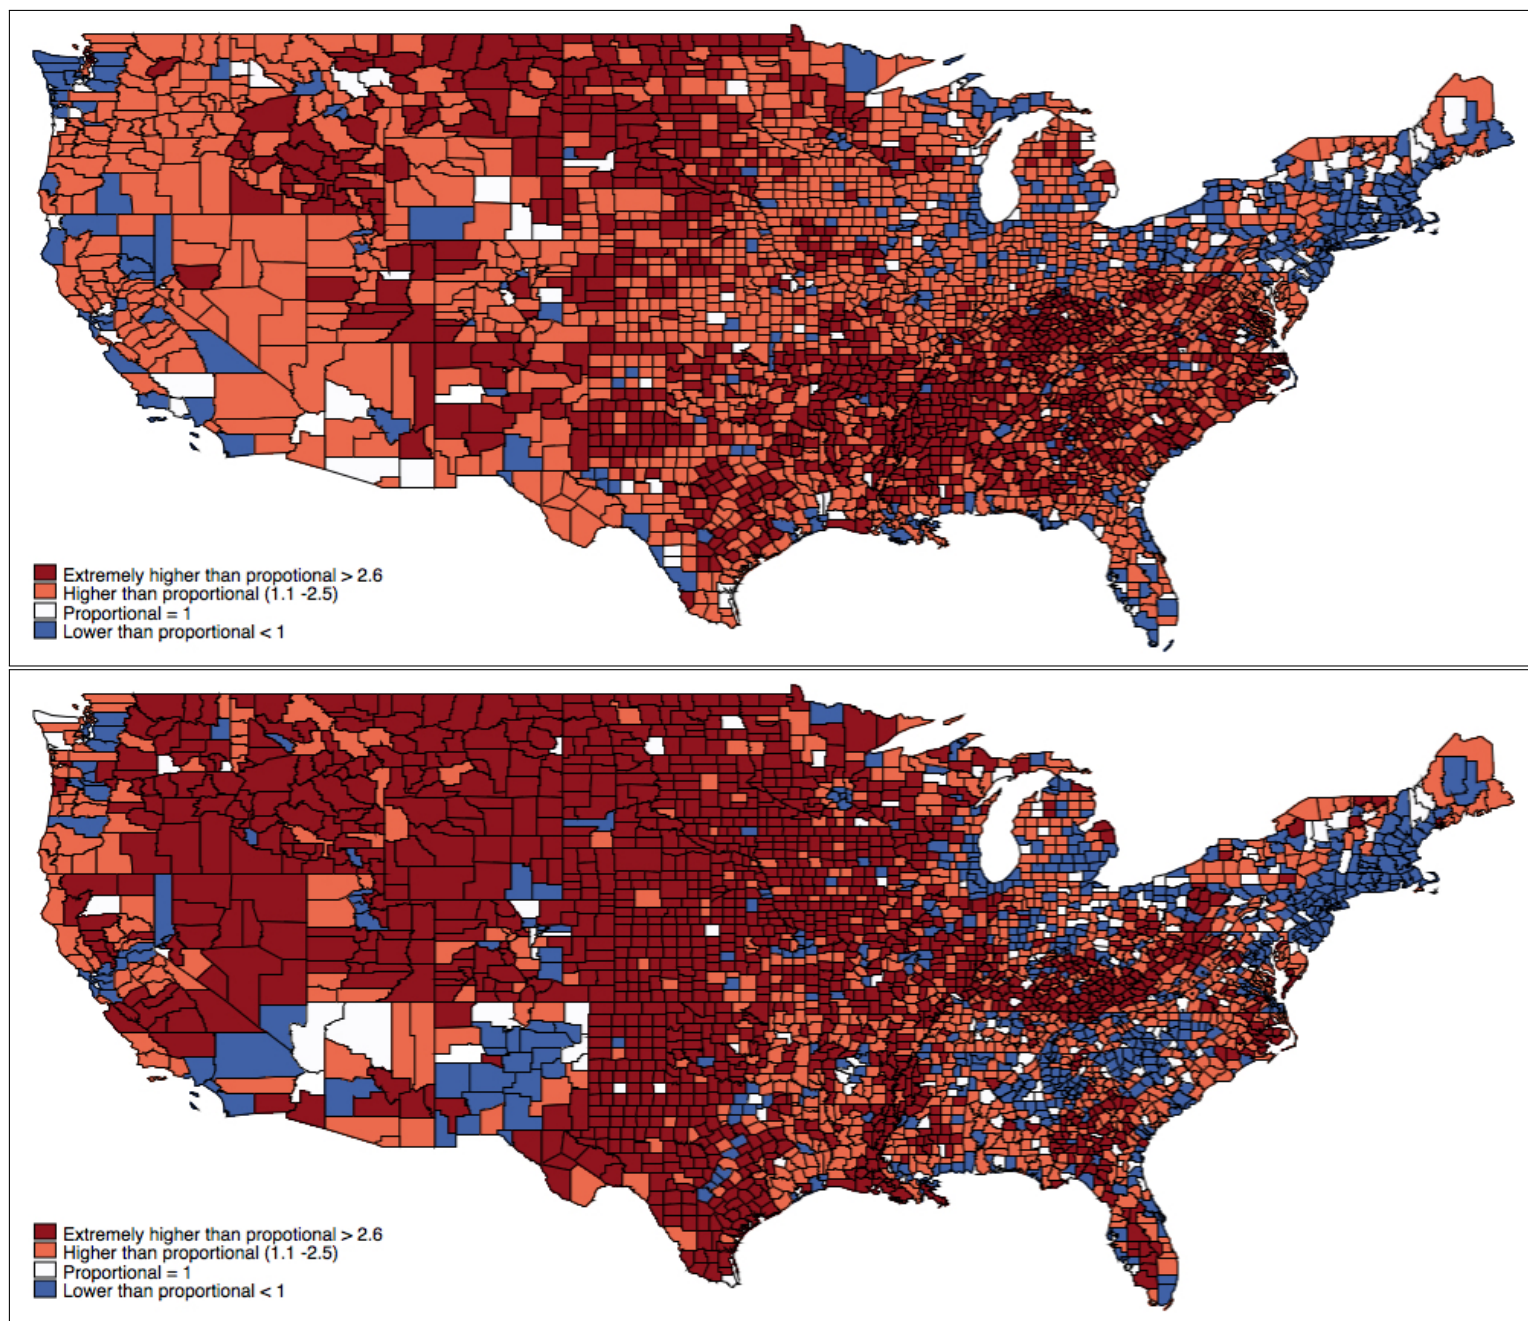 Extremely higher than propotional > 2.6
Higher than proportional (1.1 -2.5)
Proportional = 1
Lower than proportional < 1
Extremely higher than propotional > 2.6
Higher than proportional (1.1 -2.5)
Proportional = 1
Lower than proportional < 1